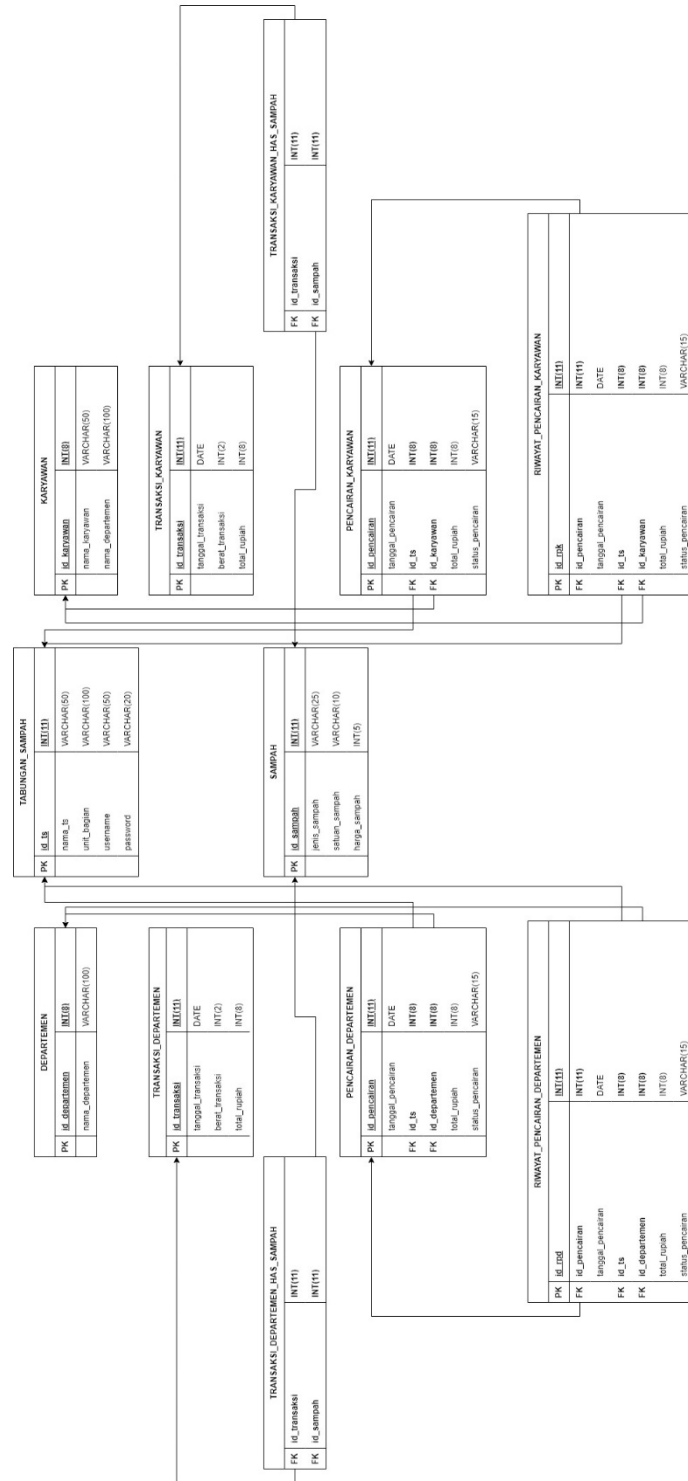 DEPARTEMEN
PK id_departemen INT(8)
nama_departemen VARCHAR(100)
TABUNGAN_SAMPAH
PK id_ts INT(11)
nama_ts VARCHAR(50)
unit_bagian VARCHAR(100)
username VARCHAR(50)
password VARCHAR(20)
KARYAWAN
PK id_karyawan INT(8)
nama_karyawan VARCHAR(50)
nama_departemen VARCHAR(100)
TRANSAKSI_DEPARTEMEN
PK id_transaksi INT(11)
tanggal_transaksi DATE
berat_transaksi INT(2)
total_rupiah INT(8)
TRANSAKSI_KARYAWAN
PK id_transaksi INT(11)
tanggal_transaksi DATE
berat_transaksi INT(2)
total_rupiah INT(8)
TRANSAKSI_DEPARTEMEN_HAS_SAMPAH
FK id_transaksi INT(11)
FK id_sampah INT(11)
SAMPAH
PK id_sampah INT(11)
jenis_sampah VARCHAR(25)
satuan_sampah VARCHAR(10)
harga_sampah INT(5)
TRANSAKSI_KARYAWAN_HAS_SAMPAH
FK id_transaksi INT(11)
FK id_sampah INT(11)
PENCAIRAN_DEPARTEMEN
PK id_pencairan INT(11)
tanggal_pencairan DATE
FK id_ts INT(8)
FK id_departemen INT(8)
total_rupiah INT(8)
status_pencairan VARCHAR(15)
PENCAIRAN_KARYAWAN
PK id_pencairan INT(11)
tanggal_pencairan DATE
FK id_ts INT(8)
FK id_karyawan INT(8)
total_rupiah INT(8)
status_pencairan VARCHAR(15)
RIWAYAT_PENCAIRAN_DEPARTEMEN
PK id_rpd INT(11)
FK id_pencairan INT(11)
tanggal_pencairan DATE
FK id_ts INT(8)
FK id_departemen INT(8)
total_rupiah INT(8)
status_pencairan VARCHAR(15)
RIWAYAT_PENCAIRAN_KARYAWAN
PK id_rpk INT(11)
FK id_pencairan INT(11)
tanggal_pencairan DATE
FK id_ts INT(8)
FK id_karyawan INT(8)
total_rupiah INT(8)
status_pencairan VARCHAR(15)